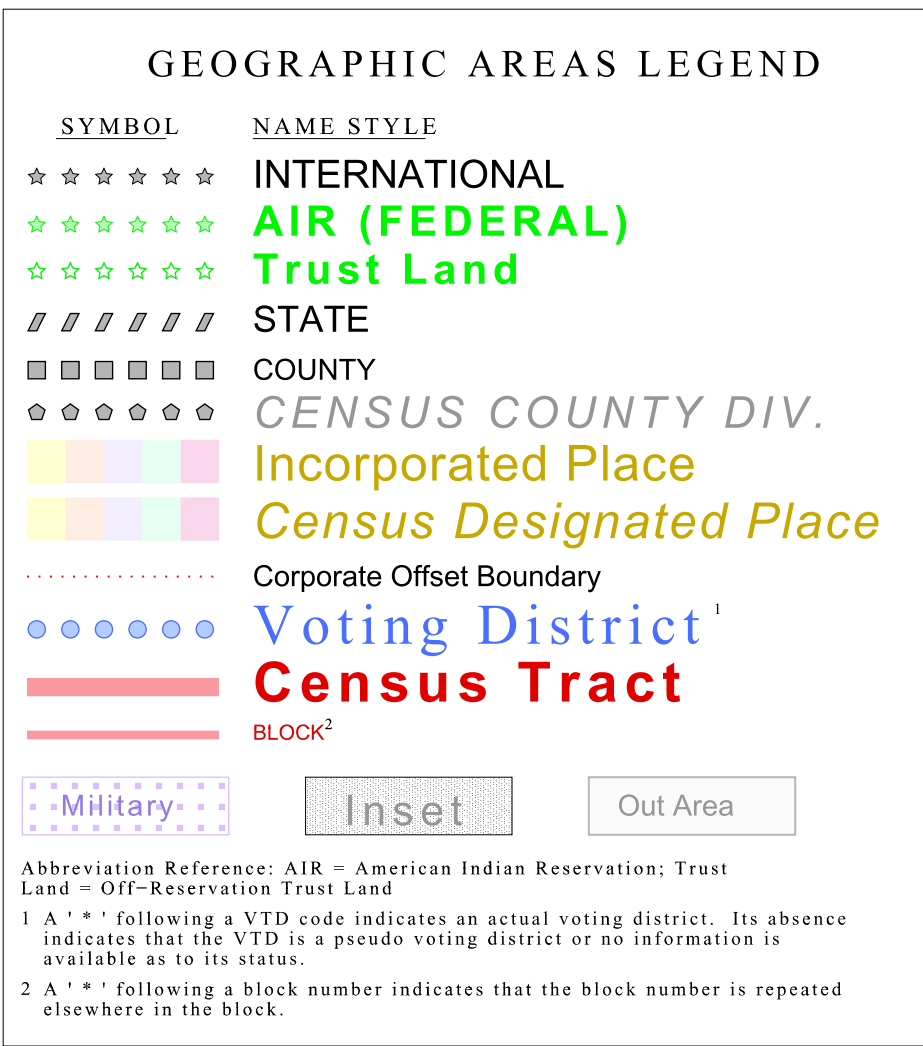 GEOGRAPHIC AREAS LEGEND
SYMBOL NAME STYLE
INTERNATIONAL
AIR (FEDERAL)
Trust Land
STATE
COUNTY
CENSUS COUNTY DIV.
Incorporated Place
Census Designated Place
Corporate Offset Boundary
Voting District 1
Census Tract
BLOCK2
Military Inset Out Area
Abbreviation Reference: AIR = American Indian Reservation; Trust
Land = Off-Reservation Trust Land
1 A ' * ' following a VTD code indicates an actual voting district. Its absence
indicates that the VTD is a pseudo voting district or no information is
available as to its status.
2 A ' * ' following a block number indicates that the block number is repeated
elsewhere in the block.